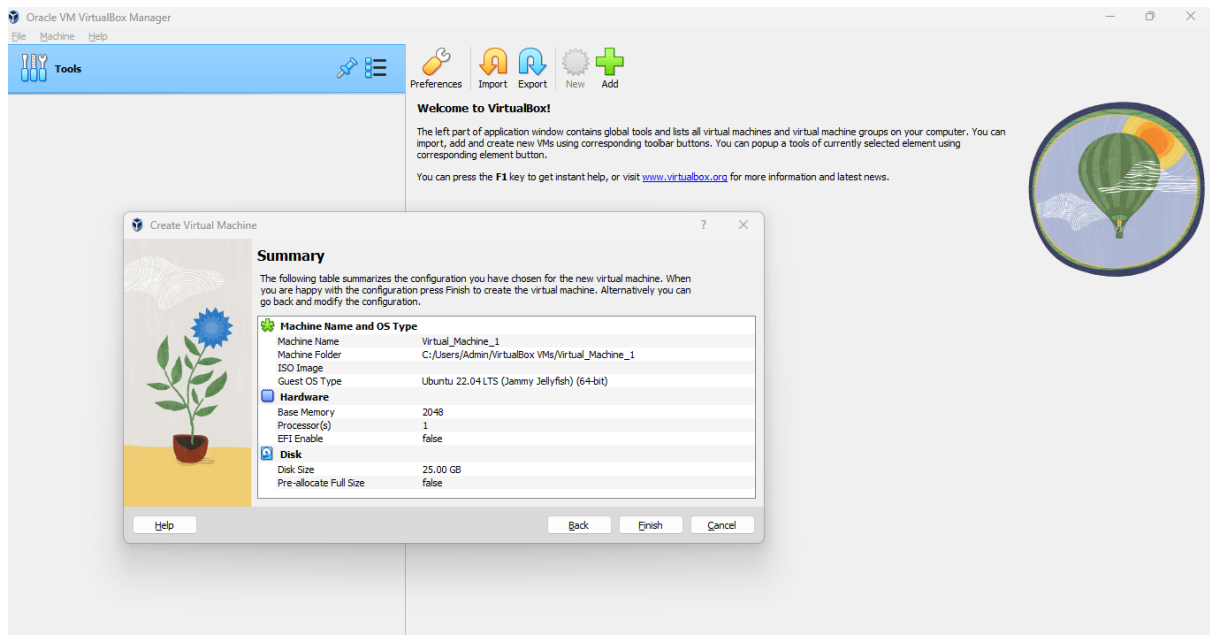 Oracle VM VirtualBox Manager
File Machine Help
Tools
Preferences Import Export New Add
Welcome to VirtualBox!
The left part of application window contains global tools and lists all virtual machines and virtual machine groups on your computer. You can
import, add and create new VMs using corresponding toolbar buttons. You can popup a tools of currently selected element using
corresponding element button.
You can press the F1 key to get instant help, or visit www.virtualbox.org for more information and latest news.
Create Virtual Machine
Summary
The following table summarizes the configuration you have chosen for the new virtual machine. When
you are happy with the configuration press Finish to create the virtual machine. Alternatively you can
go back and modify the configuration.
Machine Name and OS Type
Machine Name Virtual_Machine_1
Machine Folder C:/Users/Admin/VirtualBox VMs/Virtual_Machine_1
ISO Image
Guest OS Type Ubuntu 22.04 LTS (Jammy Jellyfish) (64-bit)
Hardware
Base Memory 2048
Processor(s) 1
EFI Enable false
Disk
Disk Size 25.00 GB
Pre-allocate Full Size false
Help Back Finish Cancel